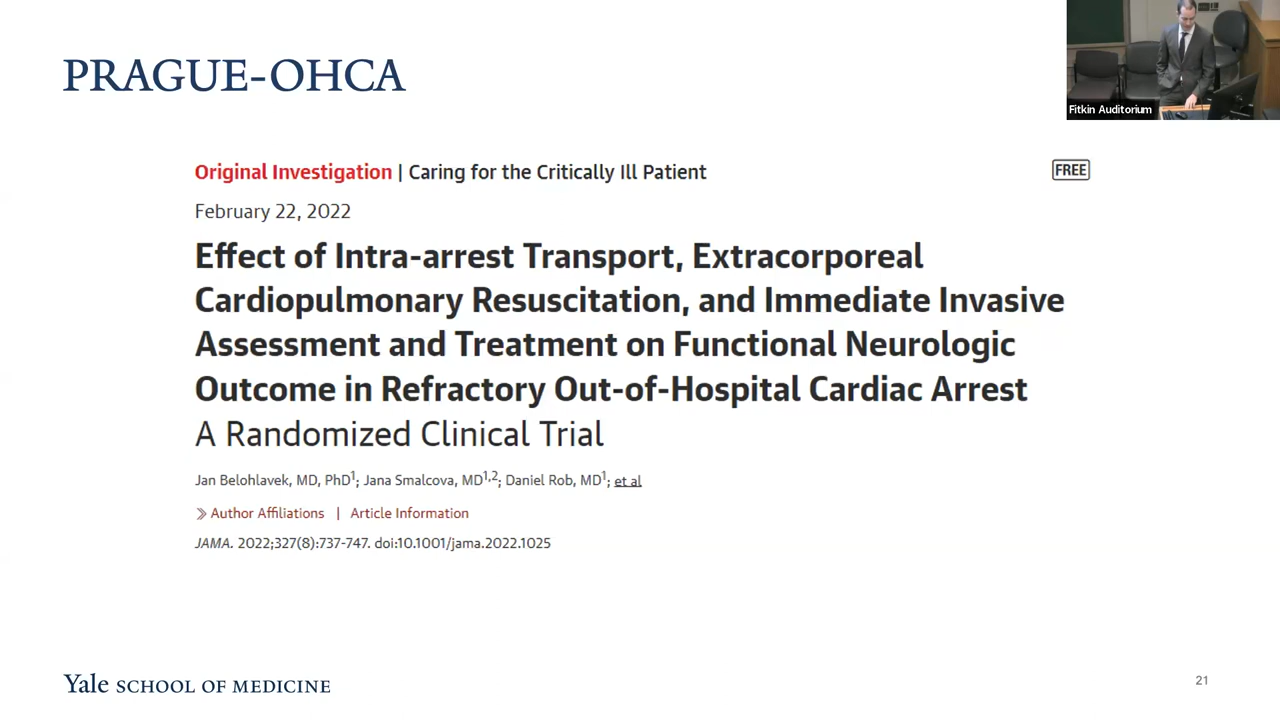 PRAGUE-OHCA
Fitkin Auditorium
Original Investigation | Caring for the Critically Ill Patient
FREE
February 22, 2022
Effect of Intra-arrest Transport, Extracorporeal
Cardiopulmonary Resuscitation, and Immediate Invasive
Assessment and Treatment on Functional Neurologic
Outcome in Refractory Out-of-Hospital Cardiac Arrest
A Randomized Clinical Trial
Jan Belohlavek, MD, PhD1; Jana Smalcova, MD1,2; Daniel Rob, MD1; et al
» Author Affiliations | Article Information
JAMA. 2022;327(8):737-747. doi:10.1001/jama.2022.1025
Yale SCHOOL OF MEDICINE
21